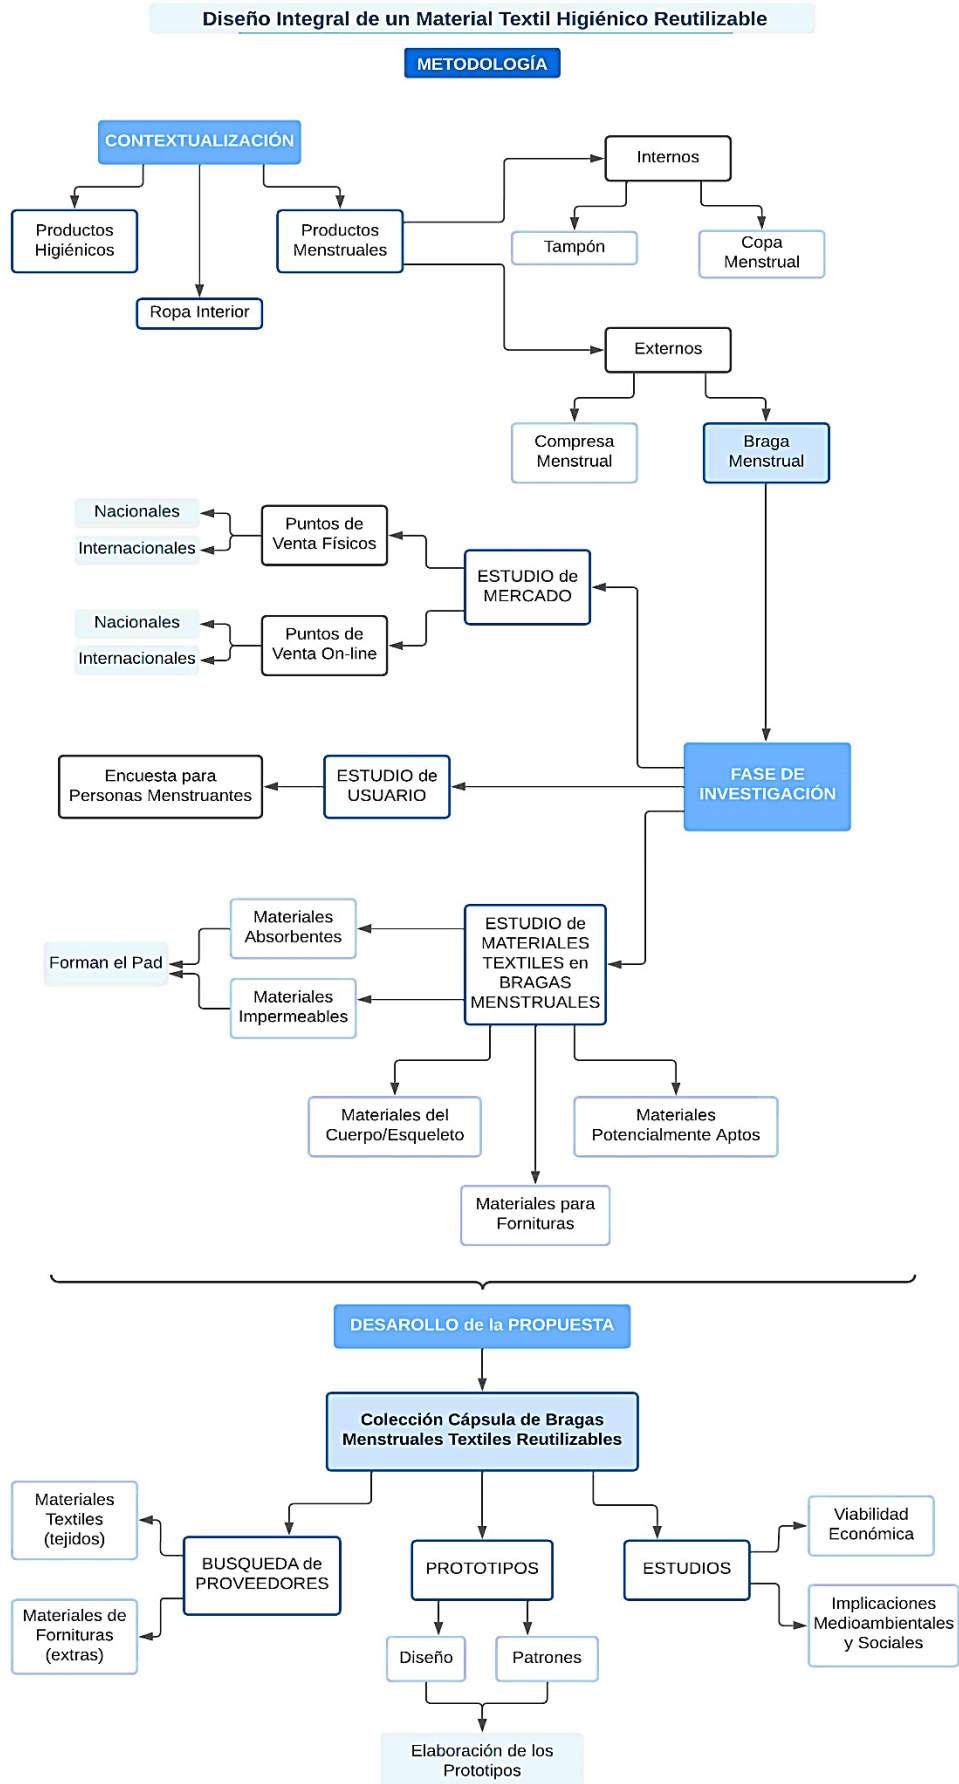 Diseño Integral de un Material Textil Higiénico Reutilizable
METODOLOGÍA
CONTEXTUALIZACIÓN
Productos
Higiénicos
Ropa Interior
Productos
Menstruales
Internos
Tampón
Copa
Menstrual
Externos
Compresa
Menstrual
Braga
Menstrual
Nacionales
Internacionales
Puntos de
Venta Físicos
Nacionales
Internacionales
Puntos de
Venta On-line
ESTUDIO de
MERCADO
FASE DE
INVESTIGACIÓN
Encuesta para
Personas Menstruantes
ESTUDIO de
USUARIO
Forman el Pad
Materiales
Absorbentes
Materiales
Impermeables
ESTUDIO de
MATERIALES
TEXTILES en
BRAGAS
MENSTRUALES
Materiales del
Cuerpo/Esqueleto
Materiales
Potencialmente Aptos
Materiales para
Fornituras
DESAROLLO de la PROPUESTA
Colección Cápsula de Bragas
Menstruales Textiles Reutilizables
Materiales
Textiles
(tejidos)
Materiales de
Fornituras
(extras)
BUSQUEDA de
PROVEEDORES
PROTOTIPOS
Diseño
Patrones
Elaboración de los
Prototipos
ESTUDIOS
Viabilidad
Económica
Implicaciones
Medioambientales
y Sociales